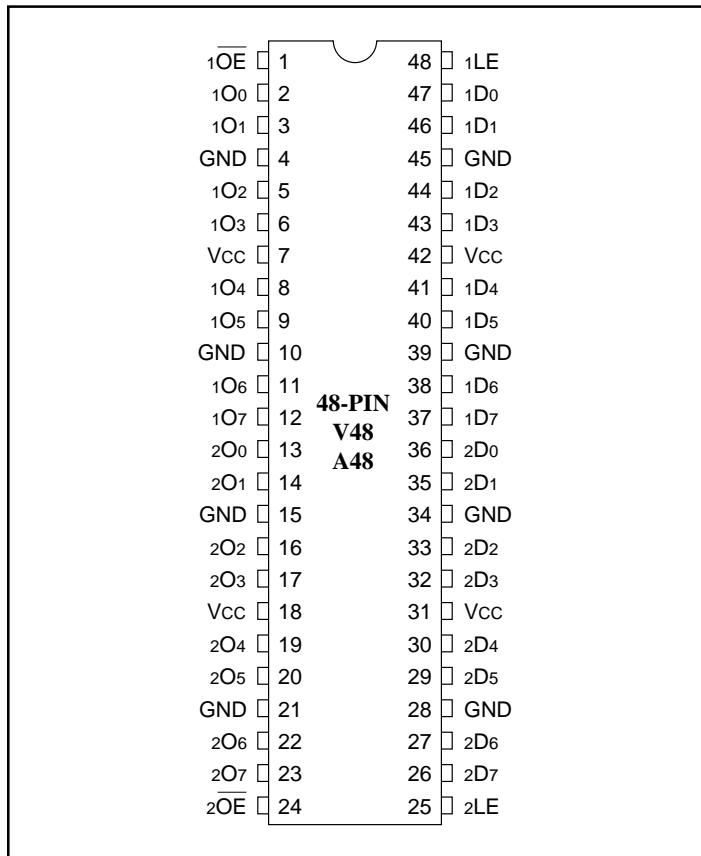 1O̅E̅ 1 48 1LE
1O0 2 47 1D0
1O1 3 46 1D1
GND 4 45 GND
1O2 5 44 1D2
1O3 6 43 1D3
VCC 7 42 VCC
1O4 8 41 1D4
1O5 9 40 1D5
GND 10 39 GND
1O6 11 38 1D6
1O7 12 37 1D7
2O0 13 36 2D0
2O1 14 35 2D1
GND 15 34 GND
2O2 16 33 2D2
2O3 17 32 2D3
VCC 18 31 VCC
2O4 19 30 2D4
2O5 20 29 2D5
GND 21 28 GND
2O6 22 27 2D6
2O7 23 26 2D7
2O̅E̅ 24 25 2LE
48-PIN
V48
A48